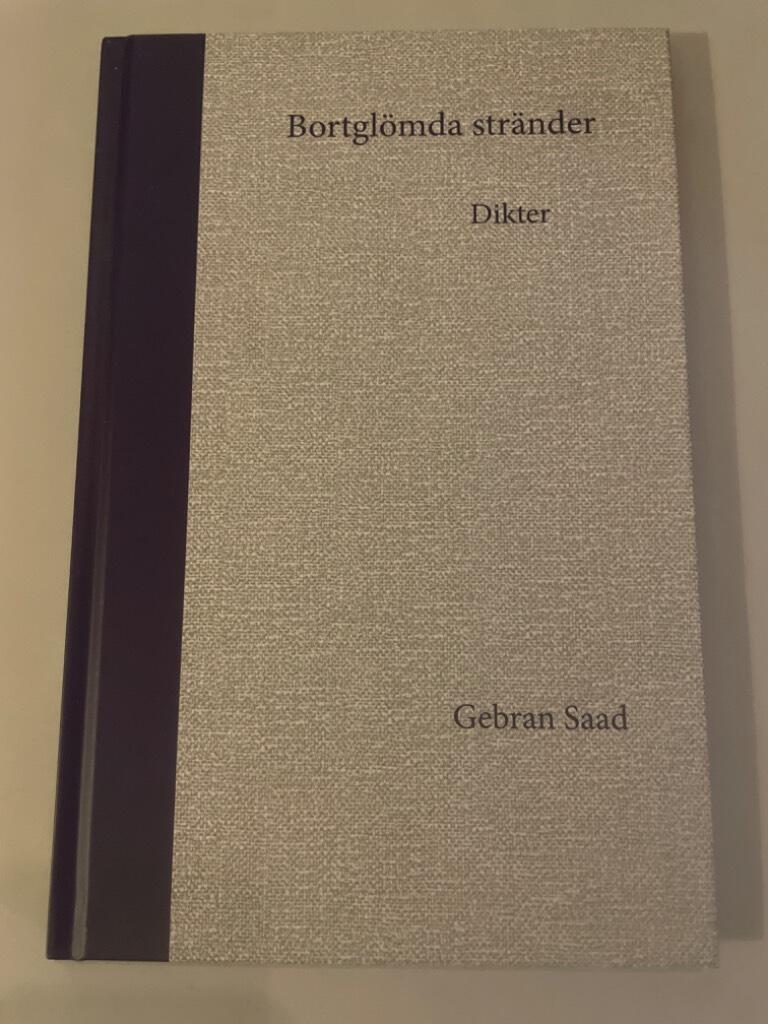 Bortglömda stränder
Dikter
Gebran Saad